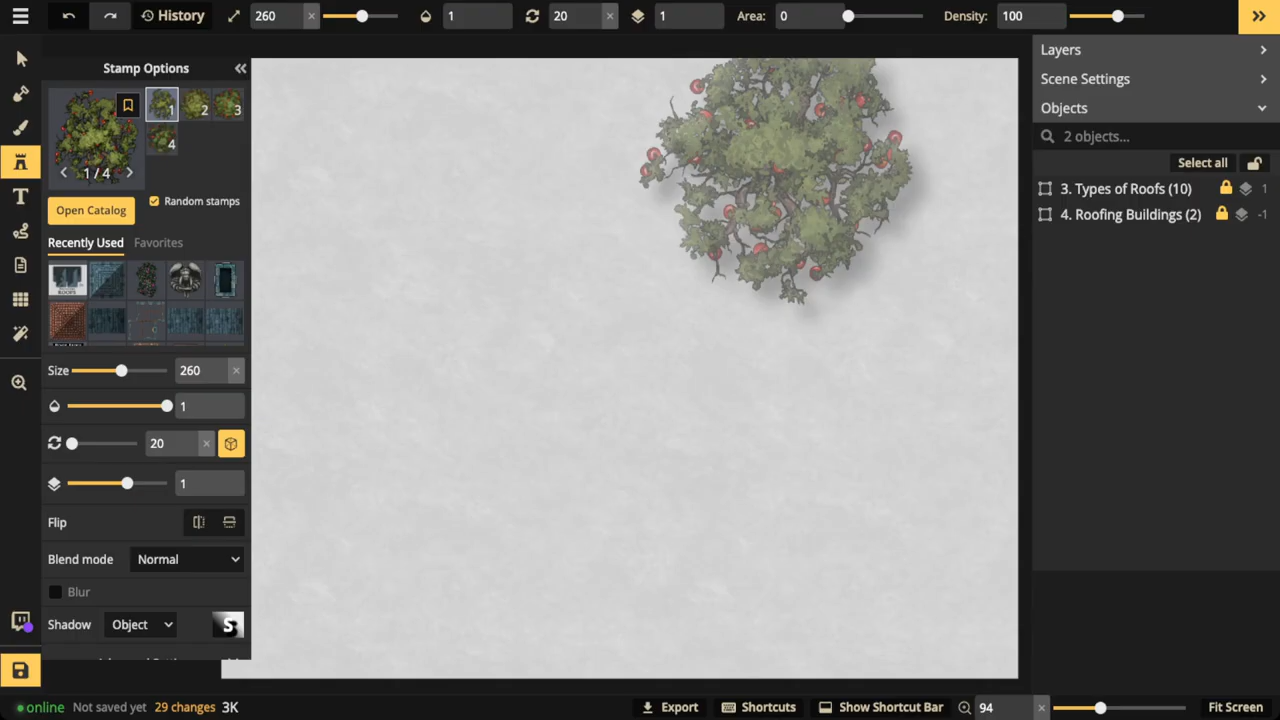 History
260
×
1
20
×
1
Area:
0
Density:
100
Stamp Options
1
2
3
4
1 / 4
Open Catalog
Random stamps
Recently Used
Favorites
Size
260
×
1
20
×
1
Flip
Blend mode
Normal
Blur
Shadow
Object
S
Layers
Scene Settings
Objects
2 objects...
Select all
3. Types of Roofs (10)
1
4. Roofing Buildings (2)
-1
online
Not saved yet
29 changes
3K
Export
Shortcuts
Show Shortcut Bar
94
×
Fit Screen